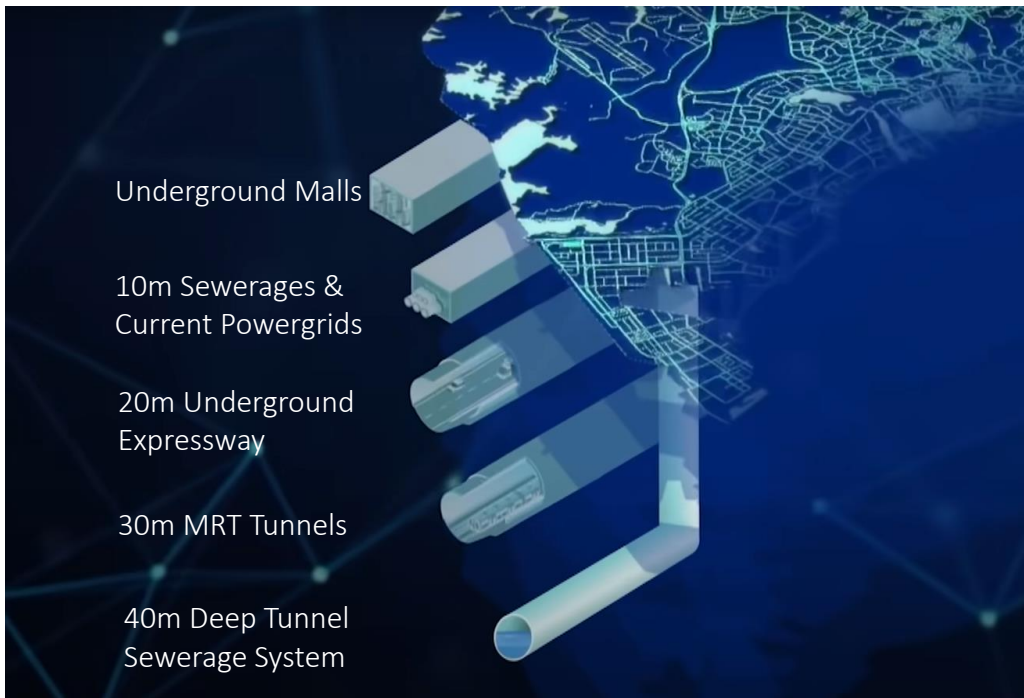 Underground Malls
10m Sewerages &
Current Powergrids
20m Underground
Expressway
30m MRT Tunnels
40m Deep Tunnel
Sewerage System